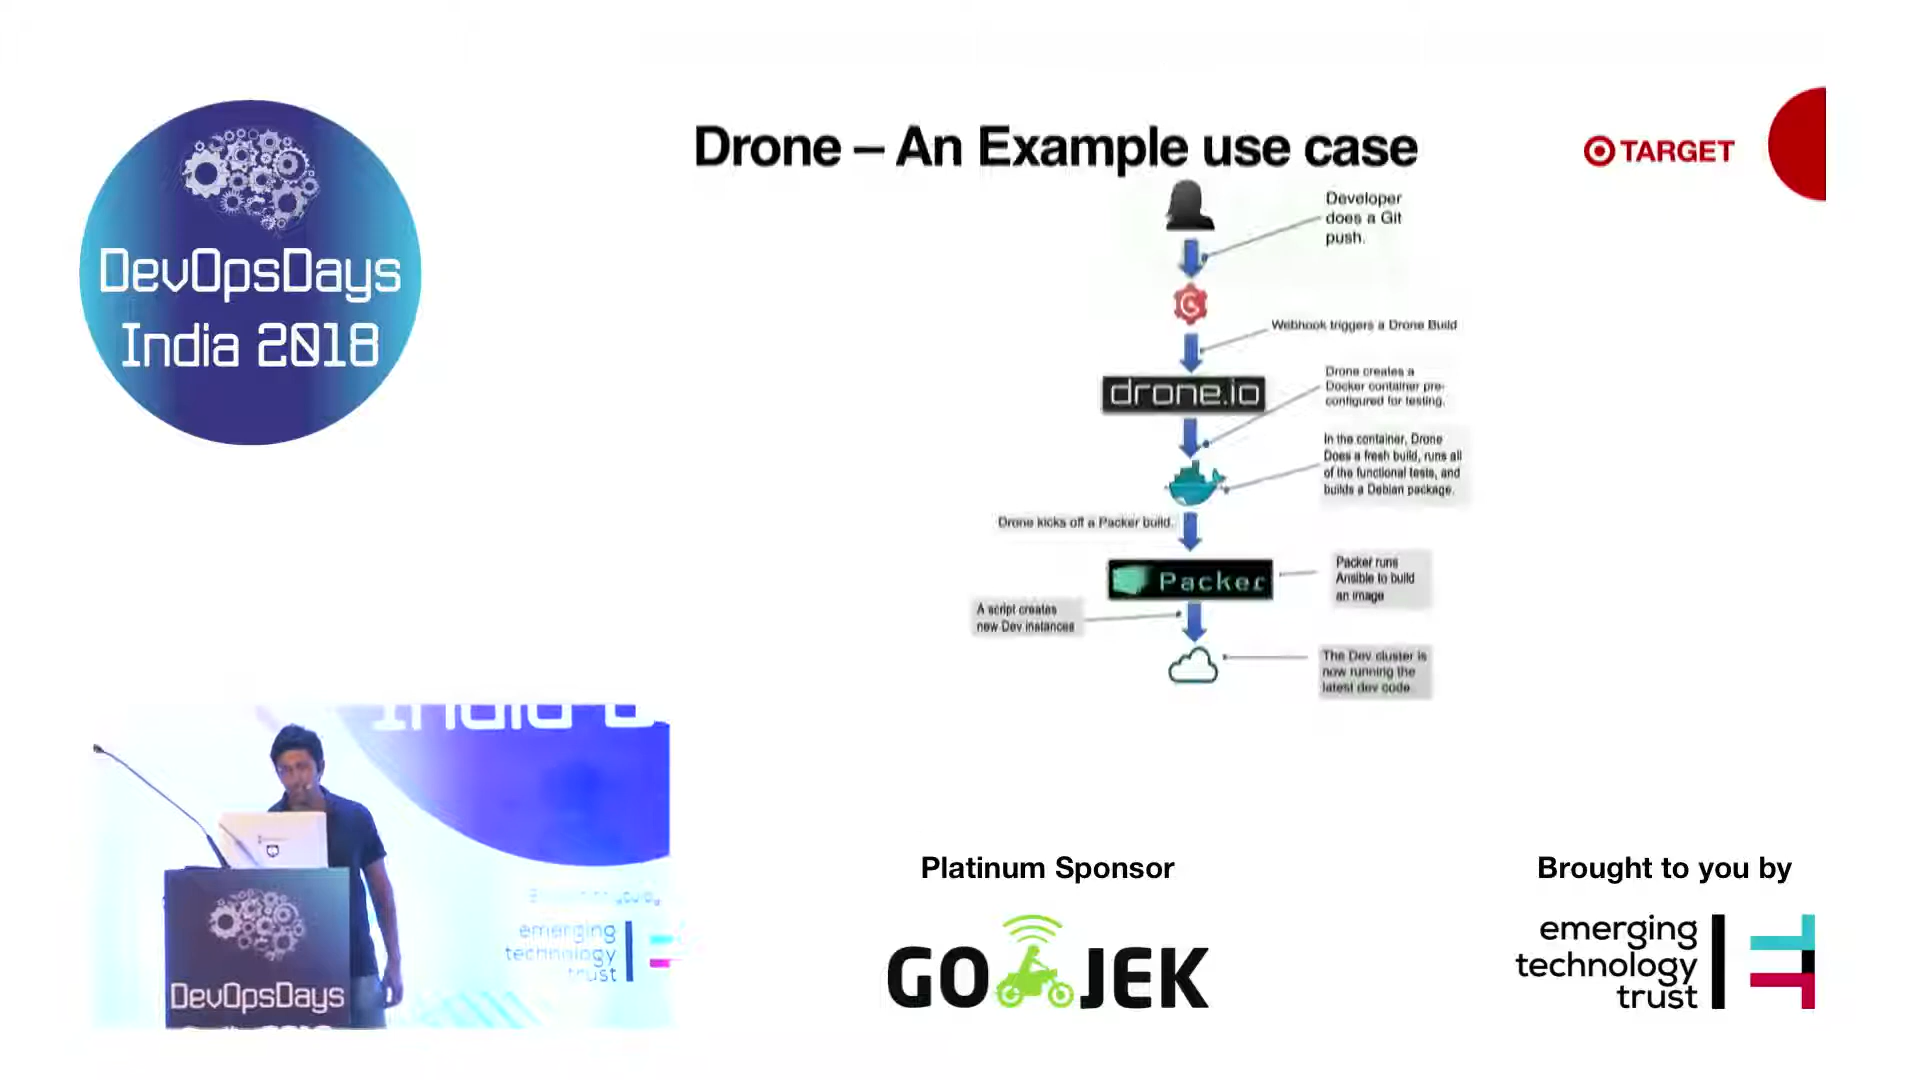 DevOpsDays
India 2018
Drone – An Example use case
TARGET
Developer
does a Git
push.
Webhook triggers a Drone Build
drone.io
Drone creates a
Docker container pre-
configured for testing.
In the container, Drone
Does a fresh build, runs all
of the functional tests, and
builds a Debian package.
Drone kicks off a Packer build.
Packer
Packer runs
Ansible to build
an image
A script creates
new Dev instances
The Dev cluster is
now running the
latest dev code
India
emerging
technology
trust
DevOpsDays
Platinum Sponsor
GO JEK
Brought to you by
emerging
technology
trust